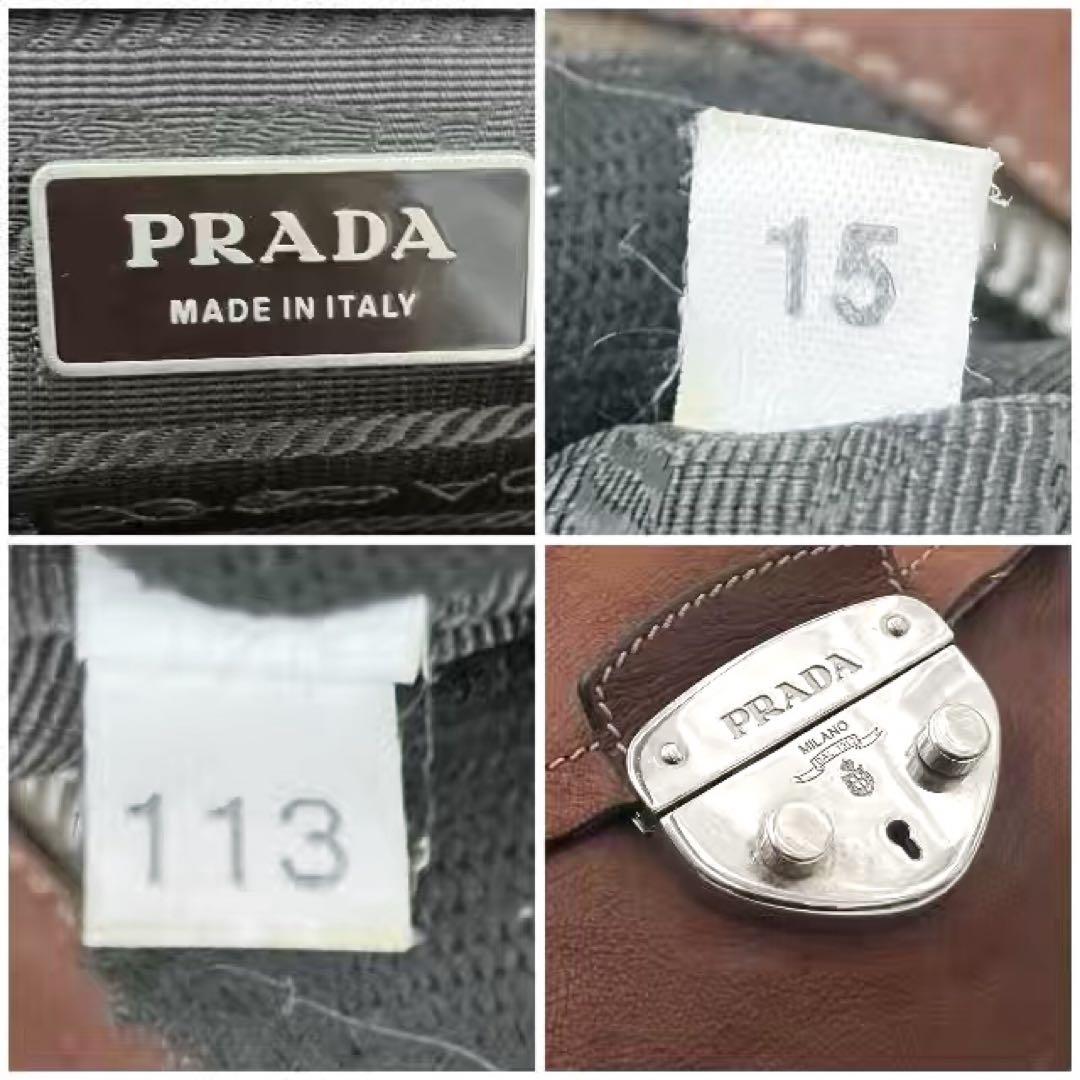 PRADA
MADE IN ITALY
15
113
PRADA
MILANO